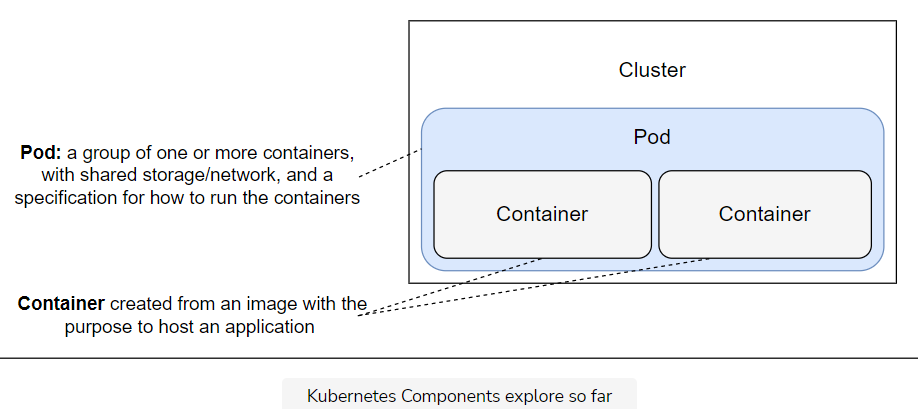 Cluster
Pod
Pod: a group of one or more containers,
with shared storage/network, and a
specification for how to run the containers
Container
Container
Container created from an image with the
purpose to host an application
Kubernetes Components explore so far